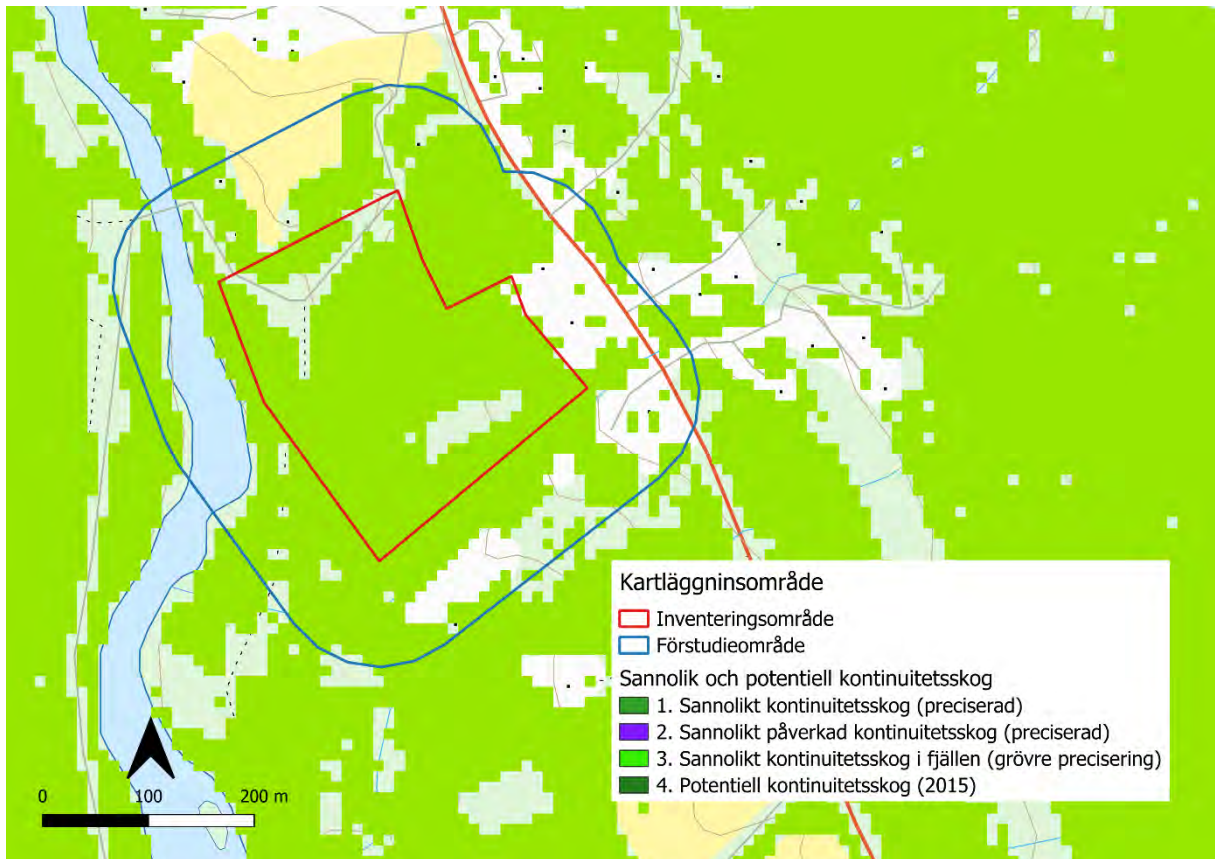 Kartläggninsområde
Inventeringsområde
Förstudieområde
Sannolik och potentiell kontinuitetsskog
1. Sannolikt kontinuitetsskog (preciserad)
2. Sannolikt påverkad kontinuitetsskog (preciserad)
3. Sannolikt kontinuitetsskog i fjällen (grövre precisering)
4. Potentiell kontinuitetsskog (2015)
0 100 200 m